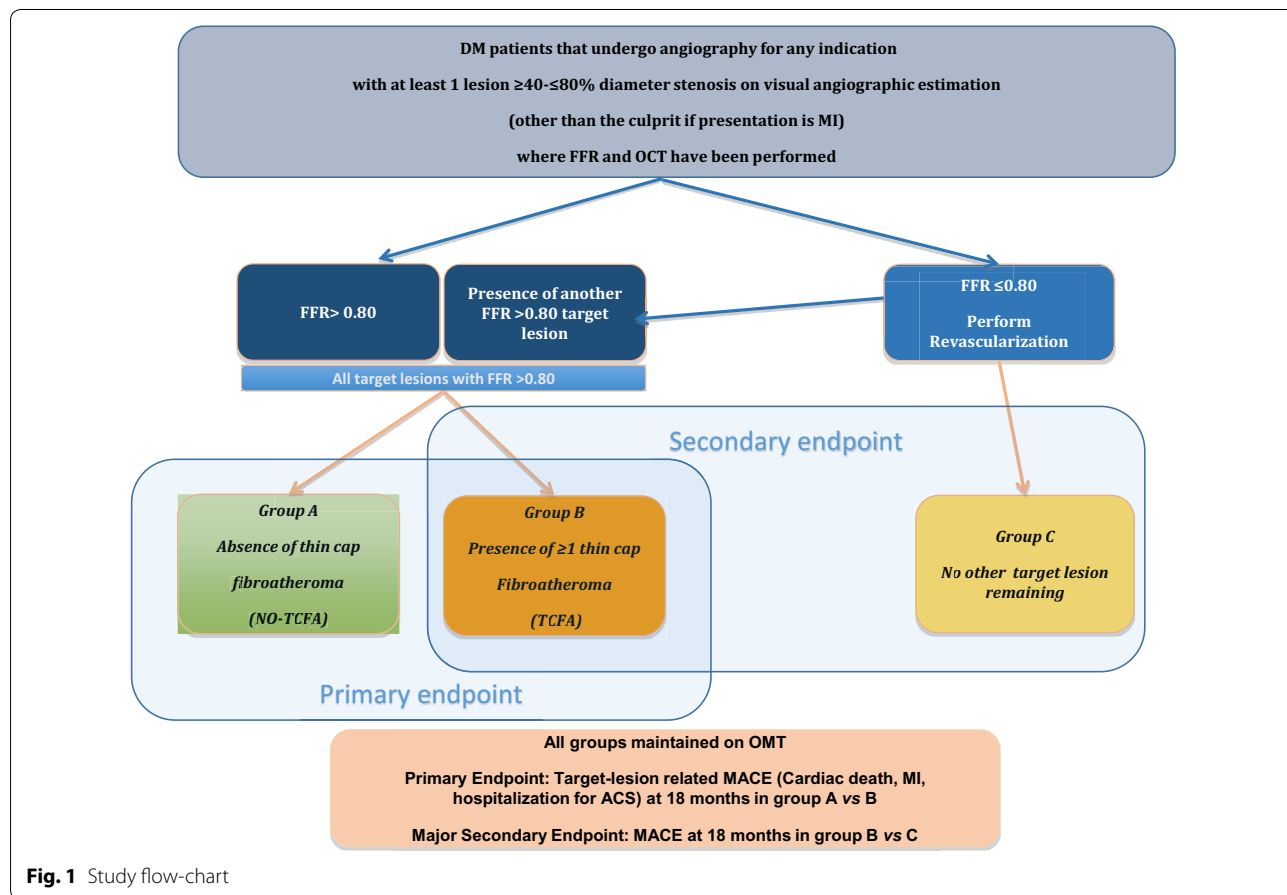 DM patients that undergo angiography for any indication
with at least 1 lesion ≥40-≤80% diameter stenosis on visual angiographic estimation
(other than the culprit if presentation is MI)
where FFR and OCT have been performed
FFR> 0.80
Presence of another
FFR >0.80 target
lesion
FFR ≤0.80
Perform
Revascularization
All target lesions with FFR >0.80
Secondary endpoint
Group A
Absence of thin cap
fibroatheroma
(NO-TCFA)
Group B
Presence of ≥1 thin cap
Fibroatheroma
(TCFA)
Group C
No other target lesion
remaining
Primary endpoint
All groups maintained on OMT
Primary Endpoint: Target-lesion related MACE (Cardiac death, MI,
hospitalization for ACS) at 18 months in group A vs B
Major Secondary Endpoint: MACE at 18 months in group B vs C
Fig. 1 Study flow-chart